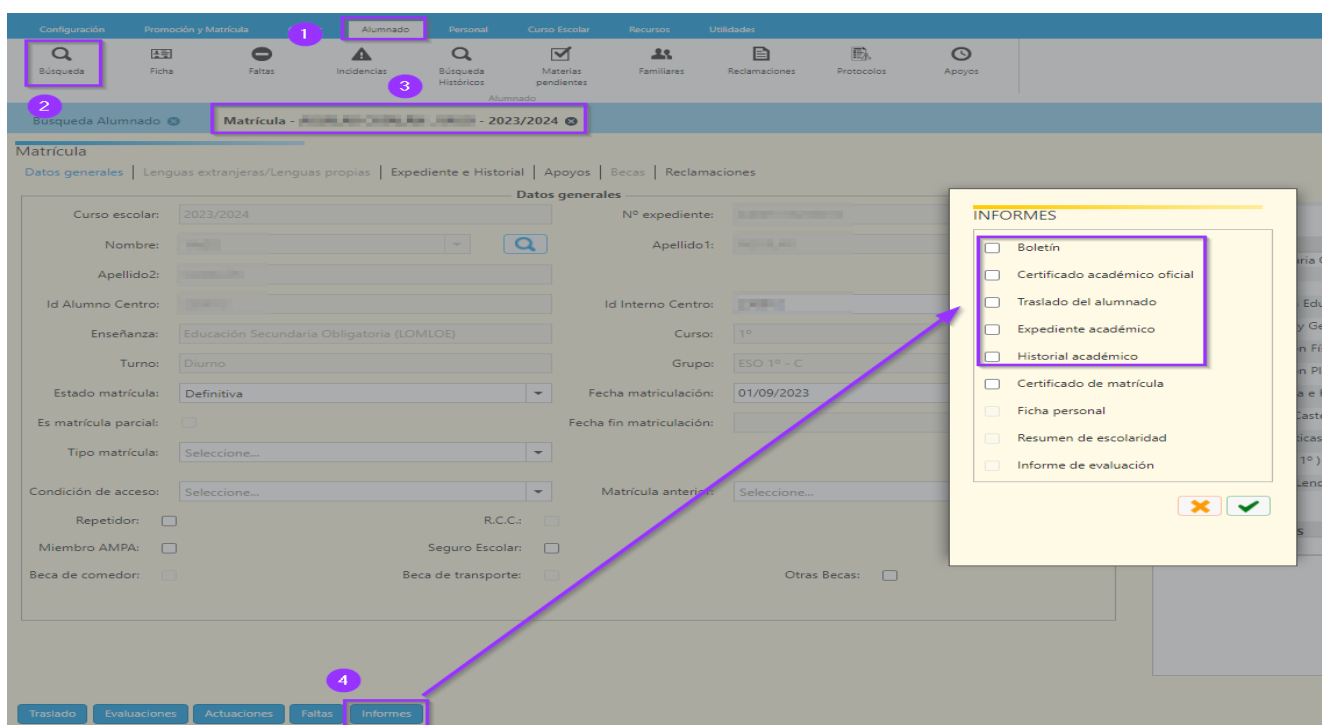 Configuración Promoción y Matrícula 1 Alumnado Personal Curso Escolar Recursos Utilidades
Búsqueda Ficha Faltas Incidencias Búsqueda Históricos Materias pendientes Familiares Reclamaciones Protocolos Apoyos
3
Alumnado
2
Búsqueda Alumnado Matrícula - - 2023/2024
Matrícula
Datos generales | Lenguas extranjeras/Lenguas propias | Expediente e Historial | Apoyos | Becas | Reclamaciones
Datos generales
Curso escolar: 2023/2024 Nº expediente:
Nombre: Apellido1:
Apellido2:
Id Alumno Centro: Id Interno Centro:
Enseñanza: Educación Secundaria Obligatoria (LOMLOE) Curso: 1º
Turno: Diurno Grupo: ESO 1º - C
Estado matrícula: Definitiva Fecha matriculación: 01/09/2023
Es matrícula parcial: Fecha fin matriculación:
Tipo matrícula: Seleccione...
Condición de acceso: Seleccione... Matrícula anterior: Seleccione...
Repetidor: R.C.C.:
Miembro AMPA: Seguro Escolar:
Beca de comedor: Beca de transporte: Otras Becas:
INFORMES
Boletín
Certificado académico oficial
Traslado del alumnado
Expediente académico
Historial académico
Certificado de matrícula
Ficha personal
Resumen de escolaridad
Informe de evaluación
4
Traslado Evaluaciones Actuaciones Faltas Informes